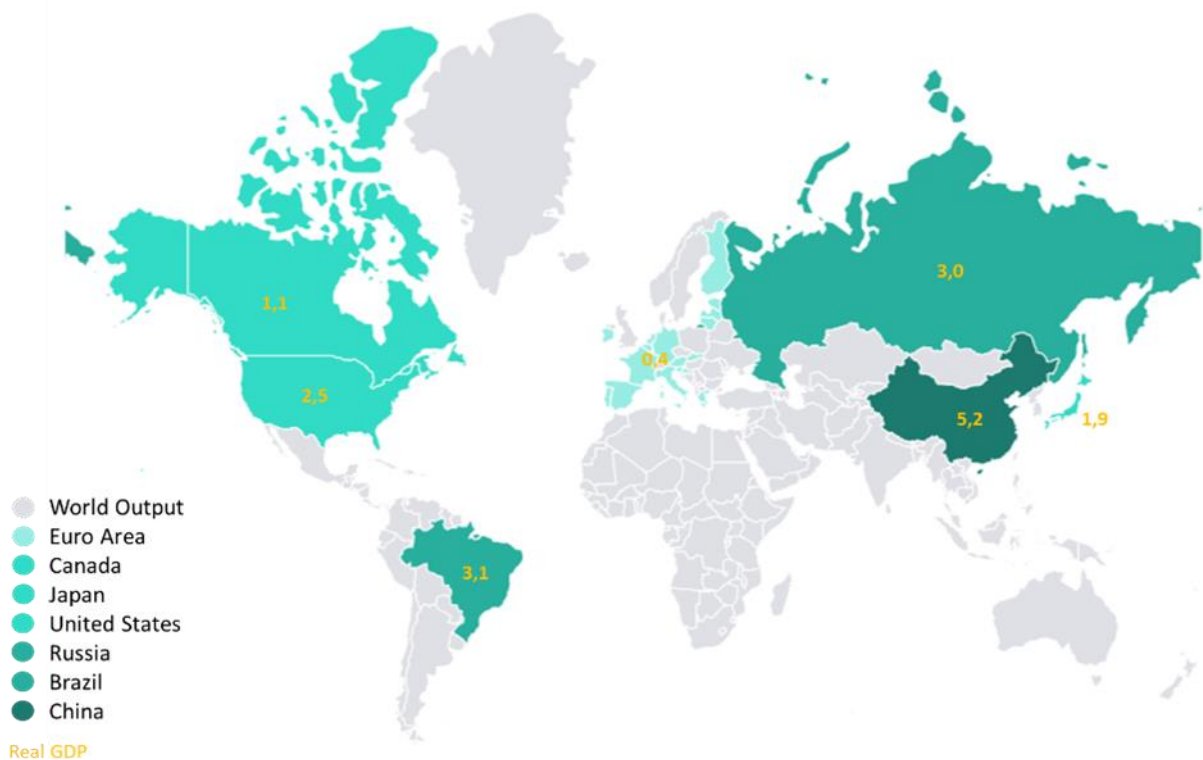 3,0
1,1
0,4
2,5
5,2
1,9
3,1
World Output
Euro Area
Canada
Japan
United States
Russia
Brazil
China
Real GDP